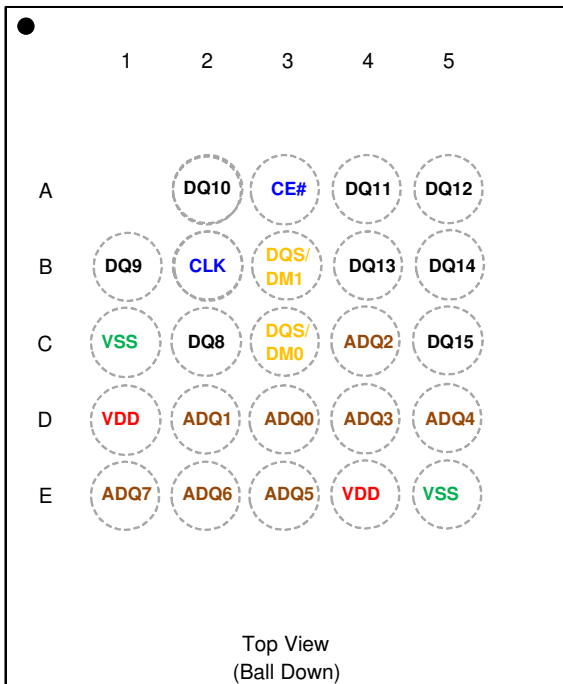 1 2 3 4 5
A DQ10 CE# DQ11 DQ12
B DQ9 CLK DQS/ DM1 DQ13 DQ14
C VSS DQ8 DQS/ DM0 ADQ2 DQ15
D VDD ADQ1 ADQ0 ADQ3 ADQ4
E ADQ7 ADQ6 ADQ5 VDD VSS
Top View
(Ball Down)